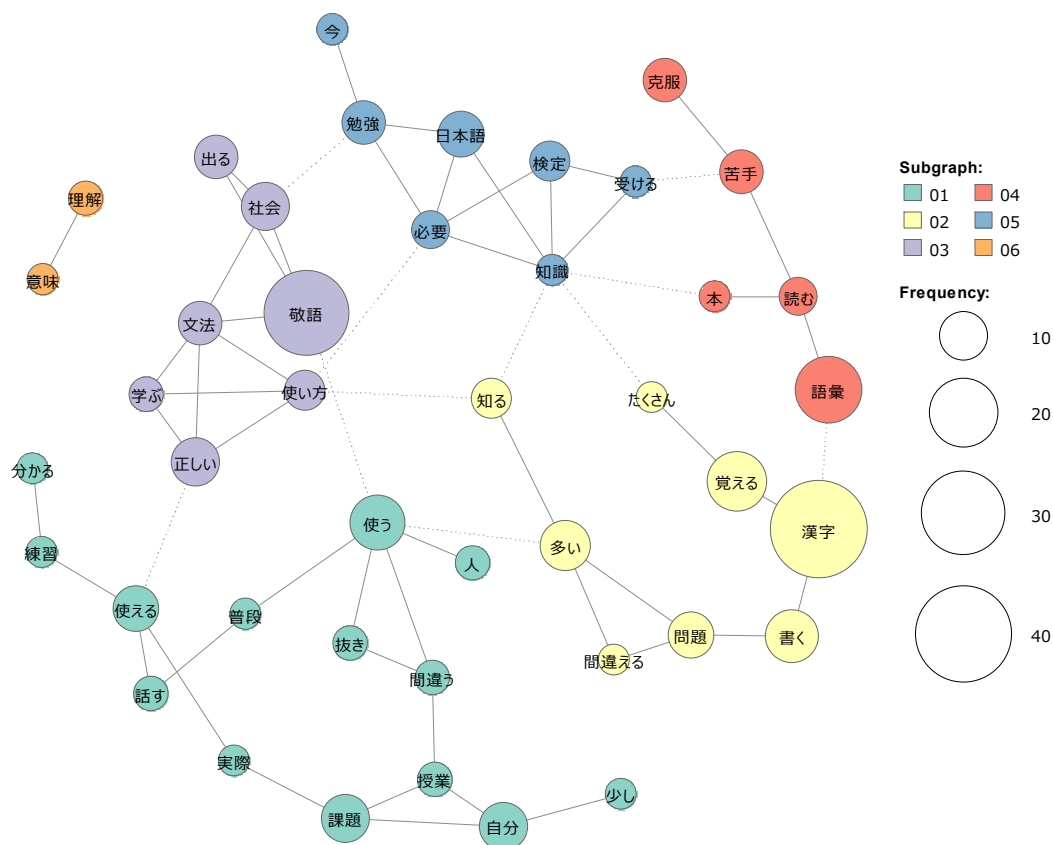 今
克服
勉強
日本語
出る
検定
苦手
受ける
理解
社会
必要
知識
意味
本
読む
敬語
文法
語彙
学ぶ
使い方
知る
たくさん
正しい
分かる
覚える
使う
漢字
多い
練習
人
使える
普段
抜き
問題
書く
間違える
間違う
話す
実際
授業
少し
課題
自分
Subgraph:
01 04
02 05
03 06
Frequency:
10
20
30
40